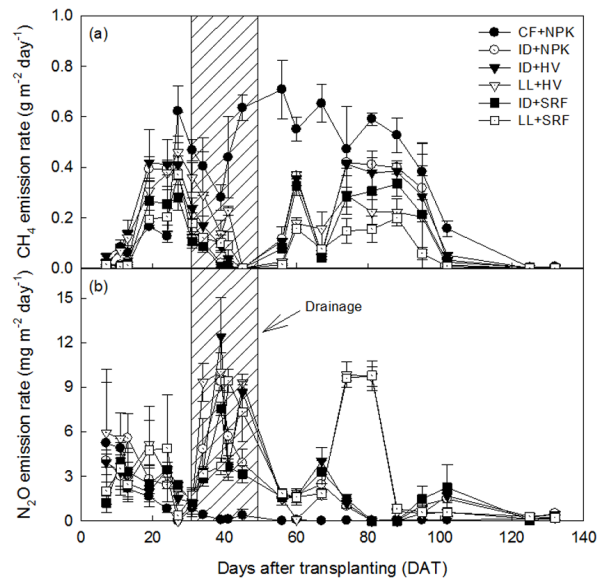 (a)
CH4 emission rate (g m-2 day-1)
1.0
0.8
0.6
0.4
0.2
0.0
CF+NPK
ID+NPK
ID+HV
LL+HV
ID+SRF
LL+SRF
(b)
N2O emission rate (mg m-2 day-1)
15
12
9
6
3
0
Drainage
0 20 40 60 80 100 120 140
Days after transplanting (DAT)